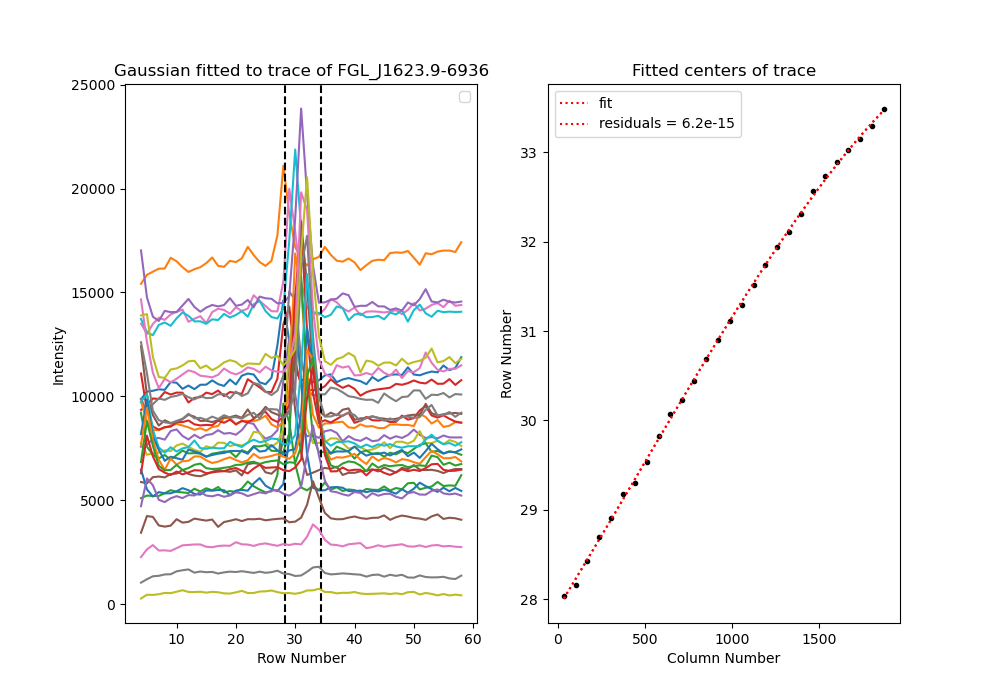 Gaussian fitted to trace of FGL_J1623.9-6936
25000
20000
15000
10000
5000
0
10
20
30
40
50
60
Intensity
Row Number
Fitted centers of trace
fit
residuals = 6.2e-15
33
32
31
30
29
28
0
500
1000
1500
Row Number
Column Number